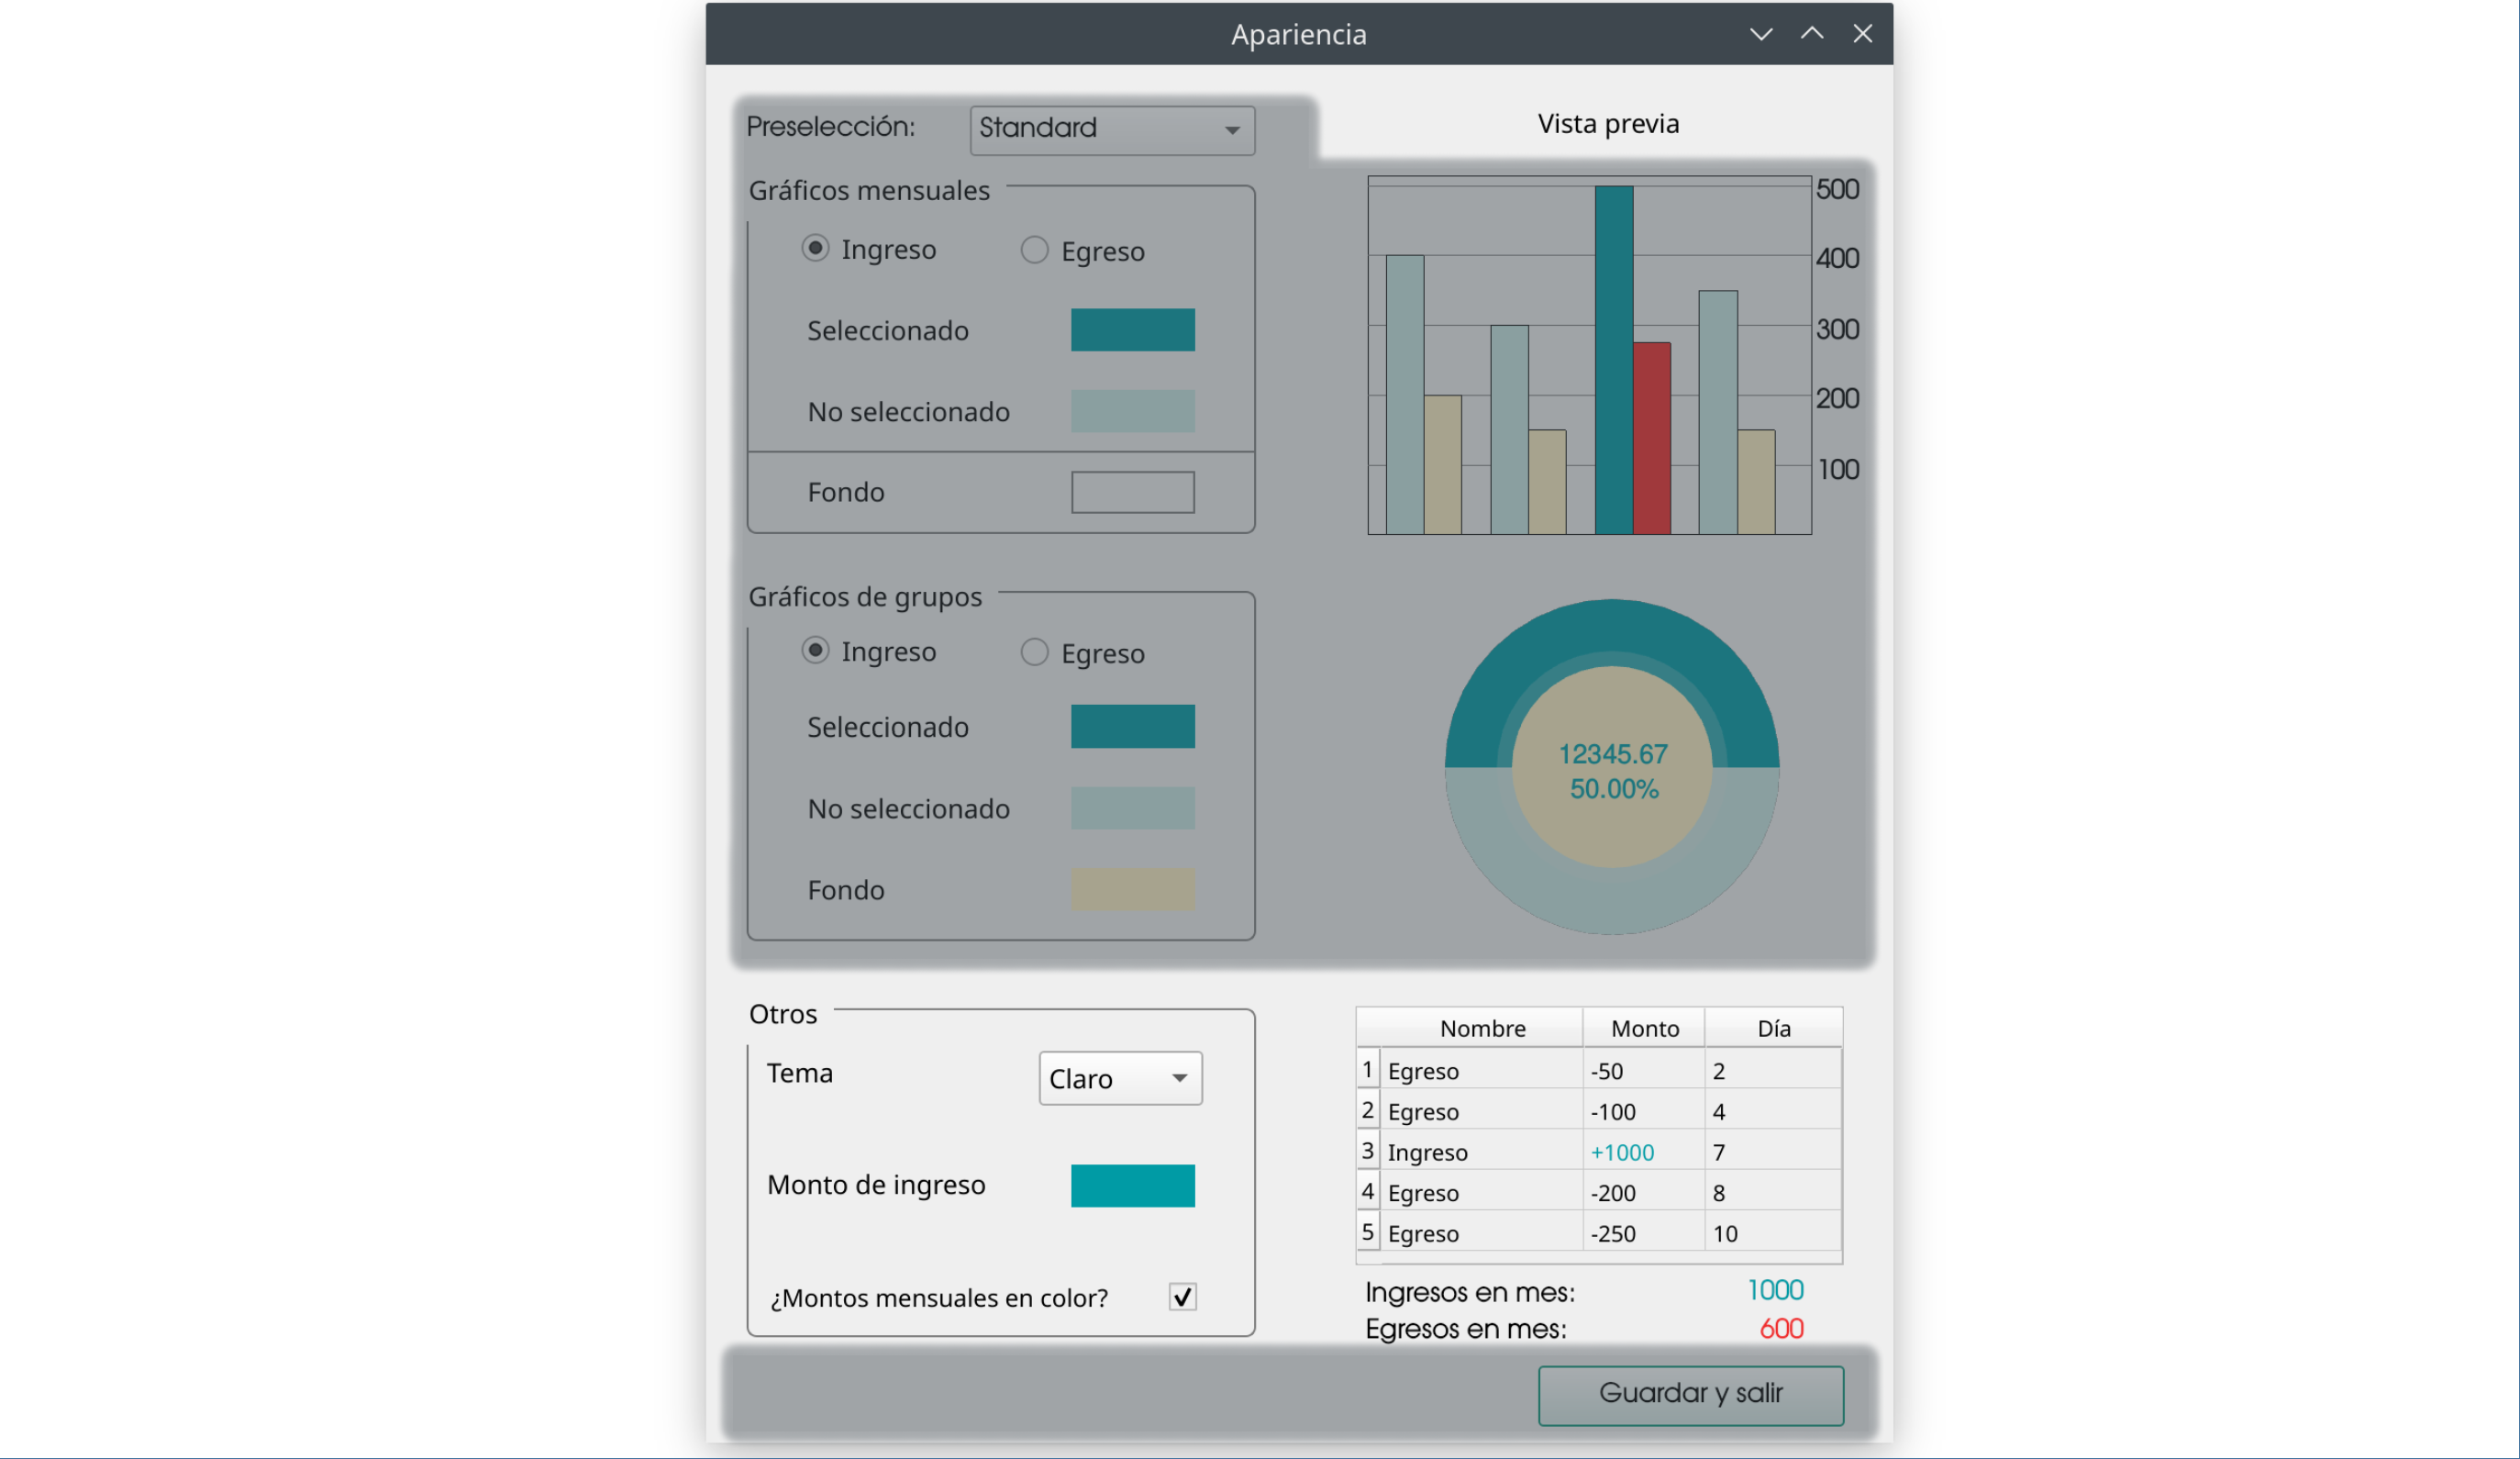 Apariencia
Preselección: Standard
Vista previa
Gráficos mensuales
Ingreso Egreso
Seleccionado
No seleccionado
Fondo
500
400
300
200
100
Gráficos de grupos
Ingreso Egreso
Seleccionado
No seleccionado
Fondo
12345.67
50.00%
Otros
Tema Claro
Monto de ingreso
¿Montos mensuales en color?
Nombre Monto Día
1 Egreso -50 2
2 Egreso -100 4
3 Ingreso +1000 7
4 Egreso -200 8
5 Egreso -250 10
Ingresos en mes: 1000
Egresos en mes: 600
Guardar y salir